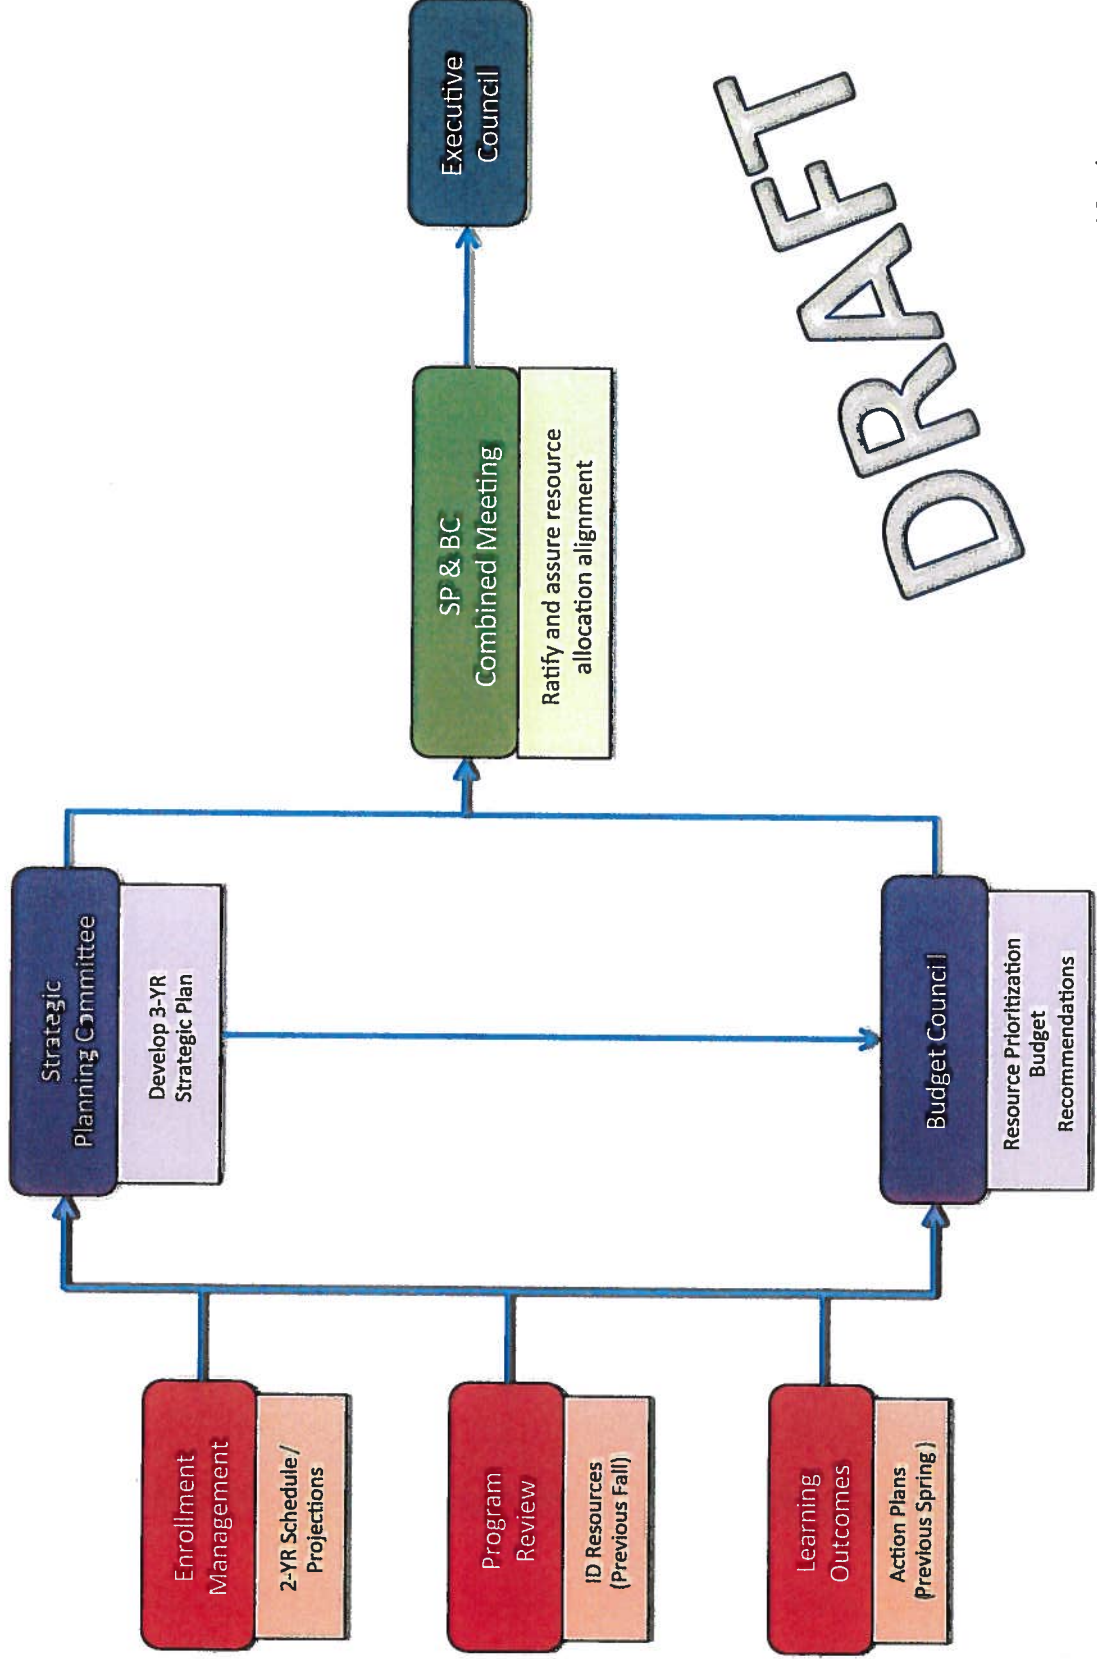 Enrollment
Management
2-YR Schedule/
Projections
Program
Review
ID Resources
(Previous Fall)
Learning
Outcomes
Action Plans
(Previous Spring)
Strategic
Planning Committee
Develop 3-YR
Strategic Plan
Budget Council
Resource Prioritization
Budget
Recommendations
SP & BC
Combined Meeting
Ratify and assure resource
allocation alignment
Executive
Council
DRAFT